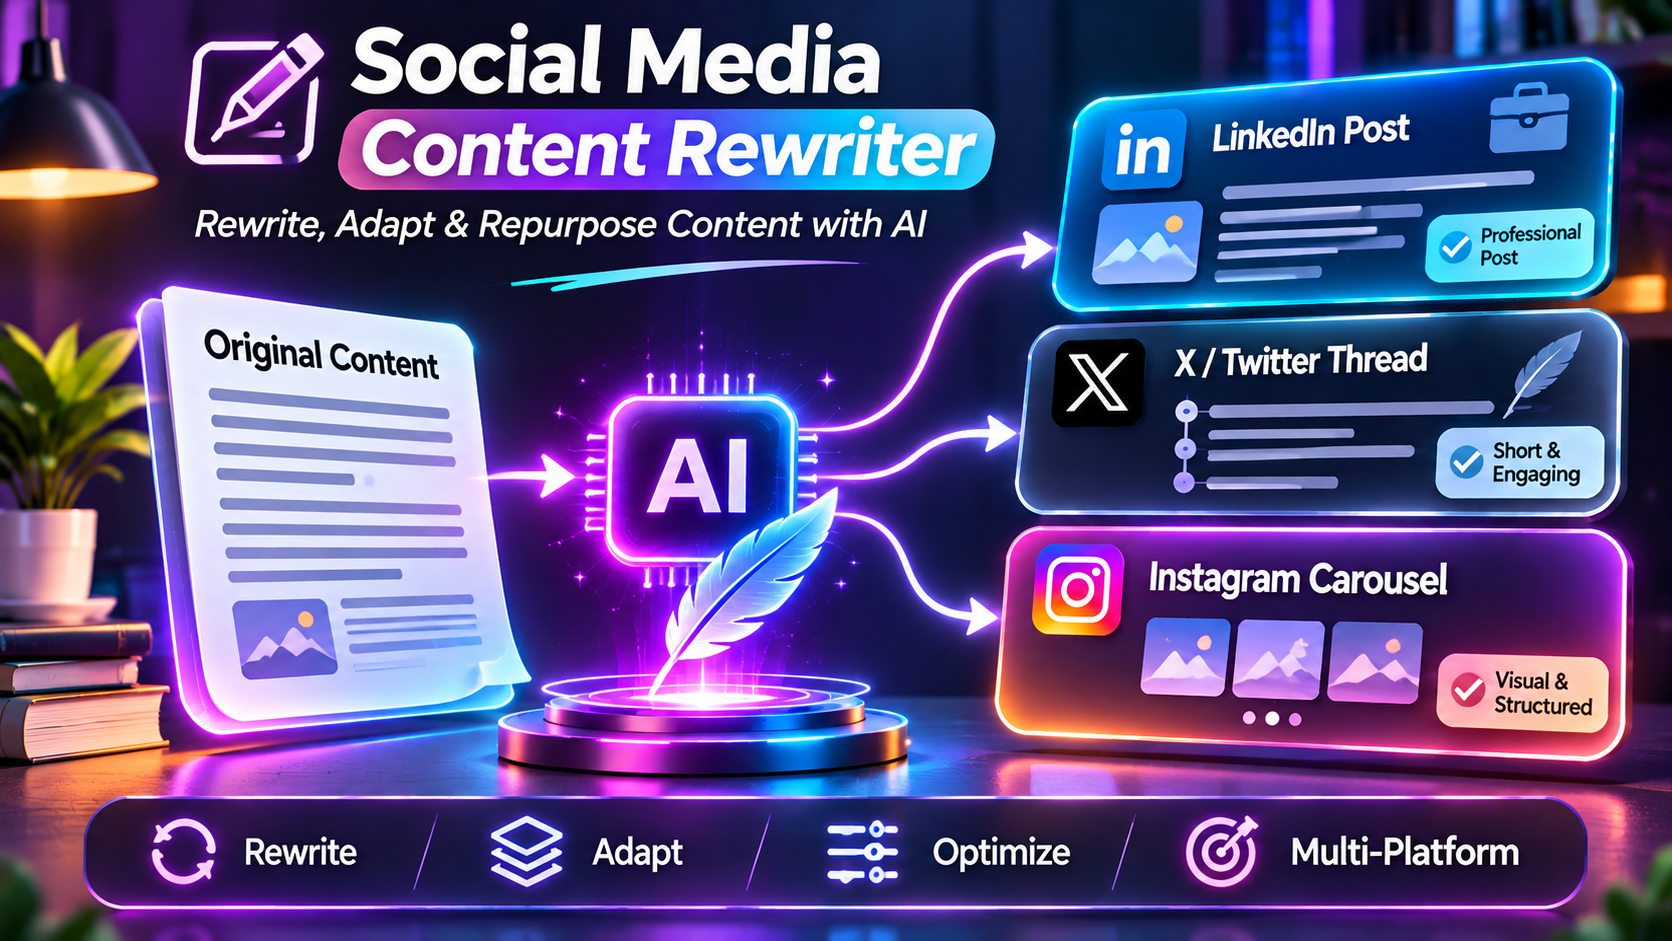 Social Media
Content Rewriter
Rewrite, Adapt & Repurpose Content with AI
Original Content
AI
in
LinkedIn Post
Professional
Post
X
X / Twitter Thread
Short &
Engaging
Instagram Carousel
Visual &
Structured
Rewrite
Adapt
Optimize
Multi-Platform